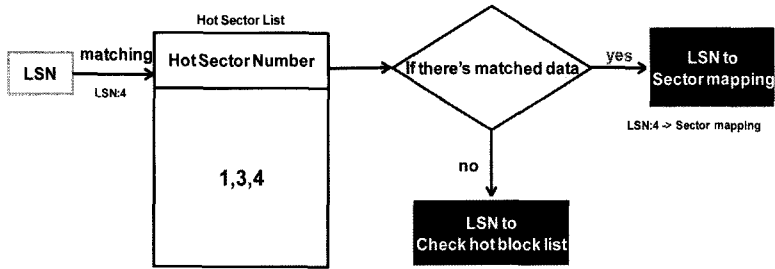 Hot Sector List
LSN
matching
LSN:4
Hot Sector Number
1,3,4
If there's matched data
yes
LSN to
Sector mapping
LSN:4 -> Sector mapping
no
LSN to
Check hot block list